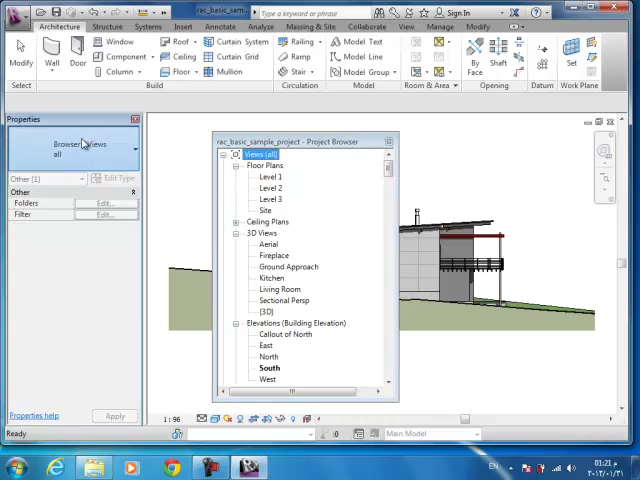 rac_basic_sam...
Type a keyword or phrase
Sign In
Architecture Structure Systems Insert Annotate Analyze Massing & Site Collaborate View Manage Modify
Modify Wall Door Window Component Column Roof Ceiling Floor Curtain System Curtain Grid Mullion Railing Ramp Stair Model Text Model Line Model Group By Face Shaft Set
Select Build Circulation Model Room & Area Opening Datum Work Plane
Properties
Browser - Views
all
Other (1) Edit Type
Other
Folders Edit...
Filter Edit...
Properties help Apply
rac_basic_sample_project - Project Browser
Views (all)
Floor Plans
Level 1
Level 2
Level 3
Site
Ceiling Plans
3D Views
Aerial
Fireplace
Ground Approach
Kitchen
Living Room
Sectional Persp
{3D}
Elevations (Building Elevation)
Callout of North
East
North
South
West
1 : 96
Ready :0 Main Model
EN
م 01:21
٢٠١٣/٠١/٣١